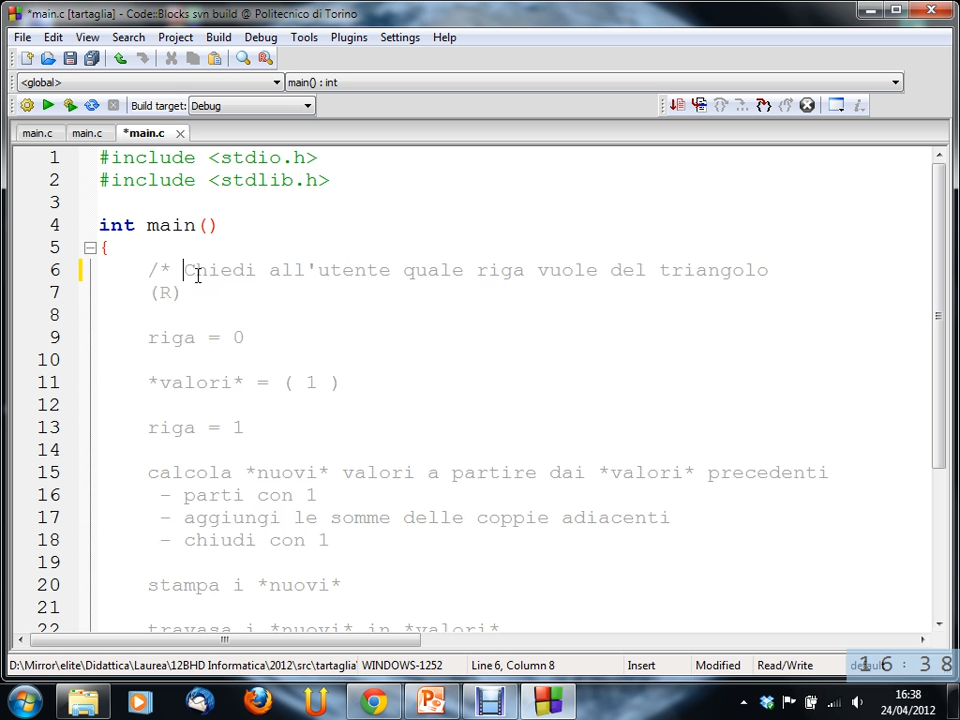 *main.c [tartaglia] - Code::Blocks svn build @ Politecnico di Torino
File Edit View Search Project Build Debug Tools Plugins Settings Help
<global> main() : int
Build target: Debug
main.c main.c *main.c
1 #include <stdio.h>
2 #include <stdlib.h>
3
4 int main()
5 {
6 /* Chiedi all'utente quale riga vuole del triangolo
7 (R)
8
9 riga = 0
10
11 *valori* = ( 1 )
12
13 riga = 1
14
15 calcola *nuovi* valori a partire dai *valori* precedenti
16 - parti con 1
17 - aggiungi le somme delle coppie adiacenti
18 - chiudi con 1
19
20 stampa i *nuovi*
21
22 travasa i *nuovi* in *valori*
D:\Mirror\elite\Didattica\Laurea\12BHD Informatica\2012\src\tartaglia\ WINDOWS-1252 Line 6, Column 8 Insert Modified Read/Write default
16:38
16:38
24/04/2012